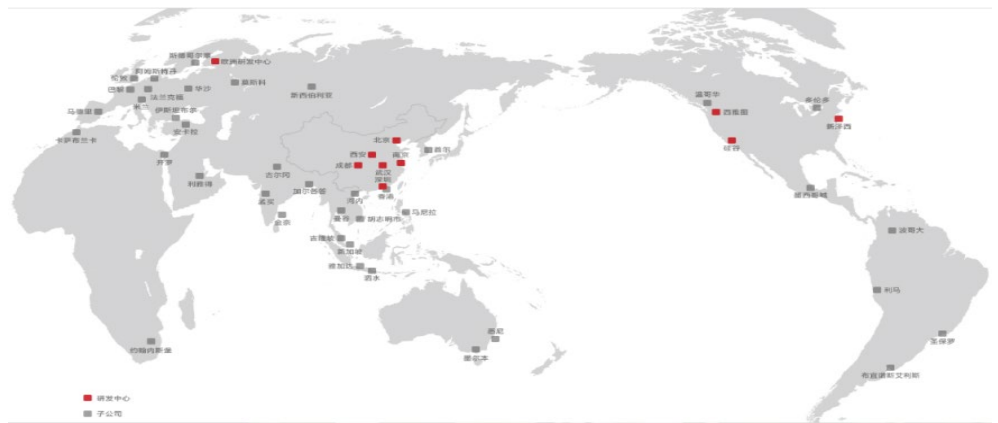 斯德哥尔摩
欧洲研发中心
伦敦
阿姆斯特丹
巴黎
法兰克福
华沙
莫斯科
斯西伯利亚
米兰
马德里
伊斯坦布尔
安卡拉
卡萨布兰卡
开罗
利雅得
古尔冈
孟买
金奈
加尔各答
北京
西安
南京
成都
武汉
深圳
香港
首尔
河内
曼谷
胡志明市
马尼拉
吉隆坡
新加坡
雅加达
泗水
悉尼
墨尔本
约翰内斯堡
温哥华
西雅图
硅谷
多伦多
新泽西
墨西哥城
波哥大
利马
圣保罗
布宜诺斯艾利斯
研发中心
子公司